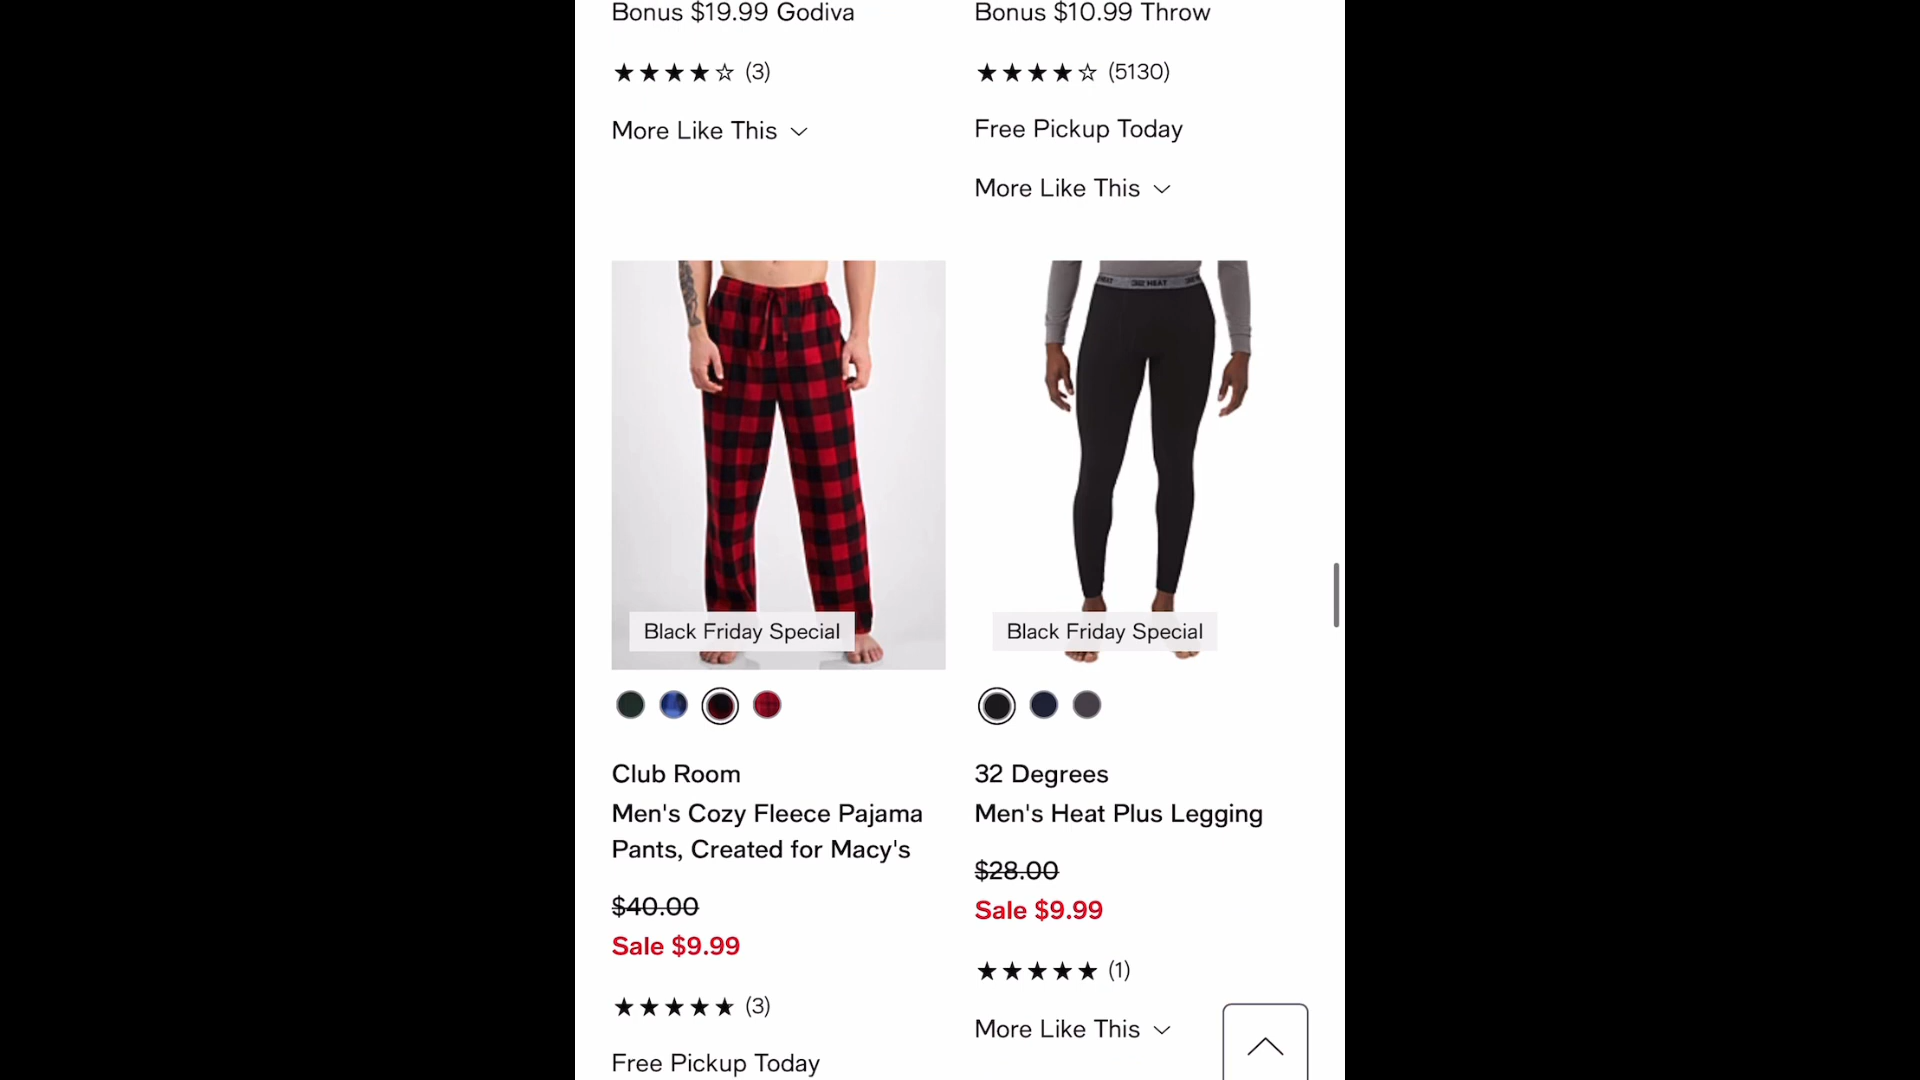 Bonus $19.99 Godiva
(3)
More Like This
Bonus $10.99 Throw
(5130)
Free Pickup Today
More Like This
Black Friday Special
Club Room
Men's Cozy Fleece Pajama
Pants, Created for Macy's
$40.00
Sale $9.99
(3)
Free Pickup Today
32 HEAT
Black Friday Special
32 Degrees
Men's Heat Plus Legging
$28.00
Sale $9.99
(1)
More Like This